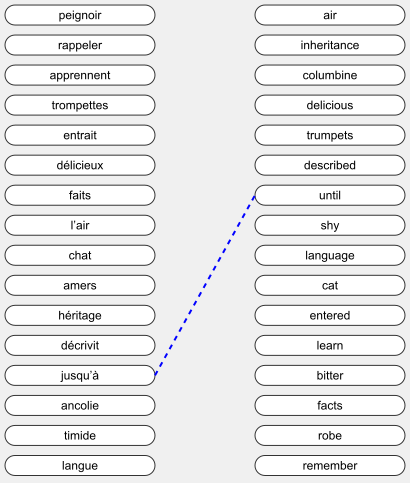 peignoir
rappeler
apprennent
trompettes
entrait
délicieux
faits
l'air
chat
amers
héritage
décrivit
jusqu'à
ancolie
timide
langue
air
inheritance
columbine
delicious
trumpets
described
until
shy
language
cat
entered
learn
bitter
facts
robe
remember